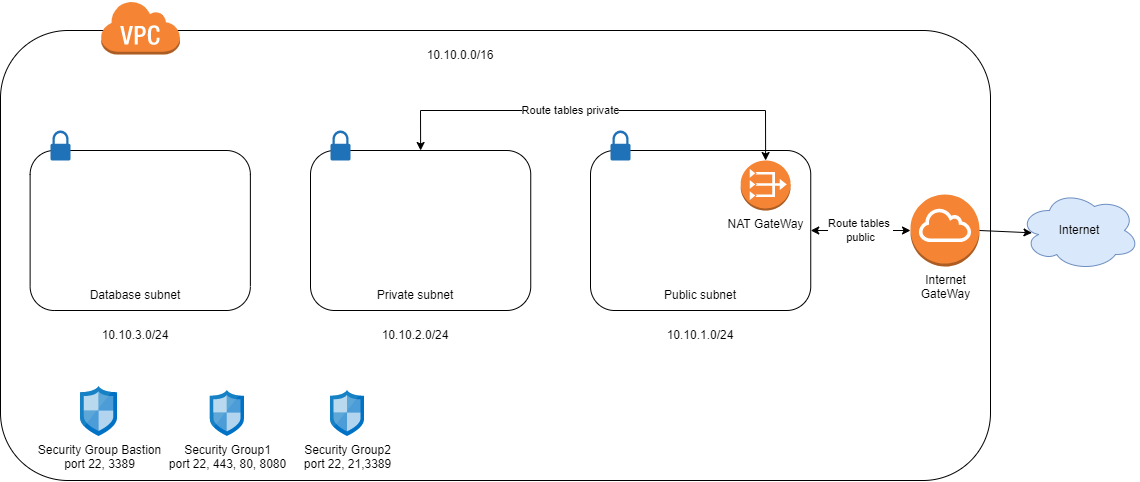 VPC
10.10.0.0/16
Route tables private
NAT GateWay
Route tables
public
Internet
Internet
GateWay
Database subnet
Private subnet
Public subnet
10.10.3.0/24
10.10.2.0/24
10.10.1.0/24
Security Group Bastion
port 22, 3389
Security Group1
port 22, 443, 80, 8080
Security Group2
port 22, 21,3389